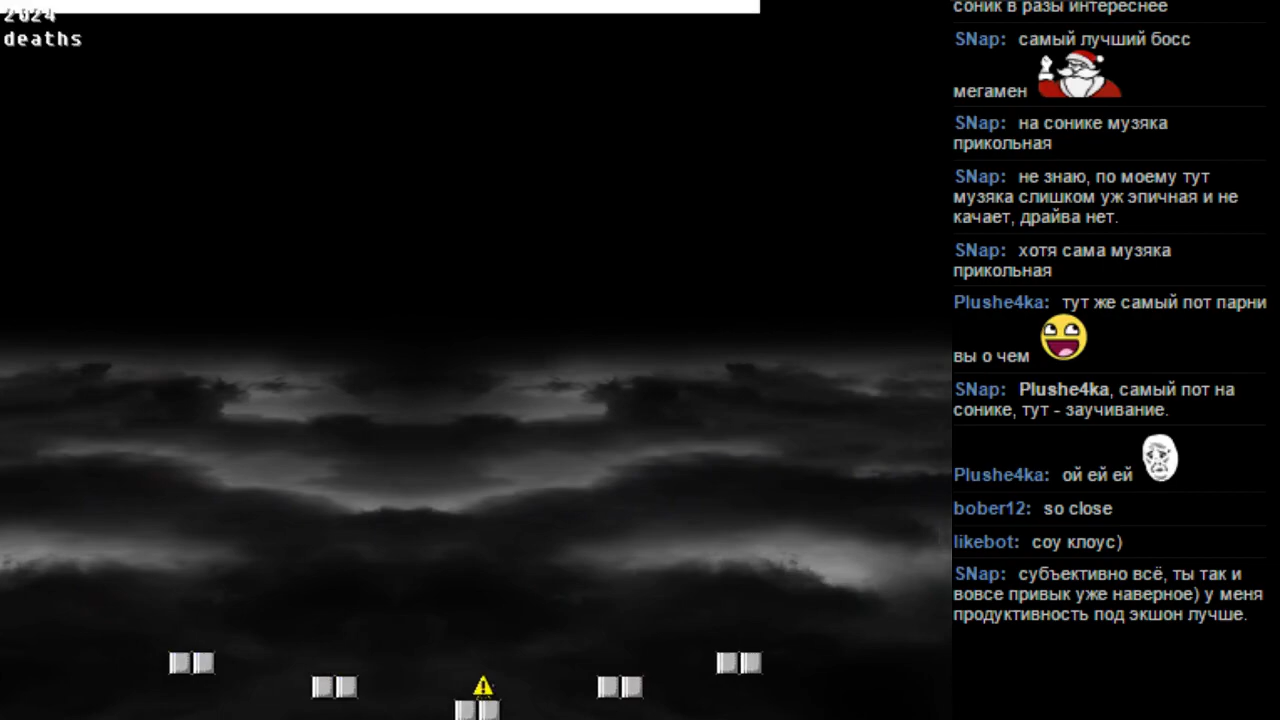 2024
deaths
соник в разы интереснее
SNap: самый лучший босс
мегамен
SNap: на сонике музяка
прикольная
SNap: не знаю, по моему тут
музяка слишком уж эпичная и не
качает, драйва нет.
SNap: хотя сама музяка
прикольная
Plushe4ka: тут же самый пот парни
вы о чем
SNap: Plushe4ka, самый пот на
сонике, тут - заучивание.
Plushe4ka: ой ей ей
bober12: so close
likebot: соу клоус)
SNap: субъективно всё, ты так и
вовсе привык уже наверное) у меня
продуктивность под экшон лучше.